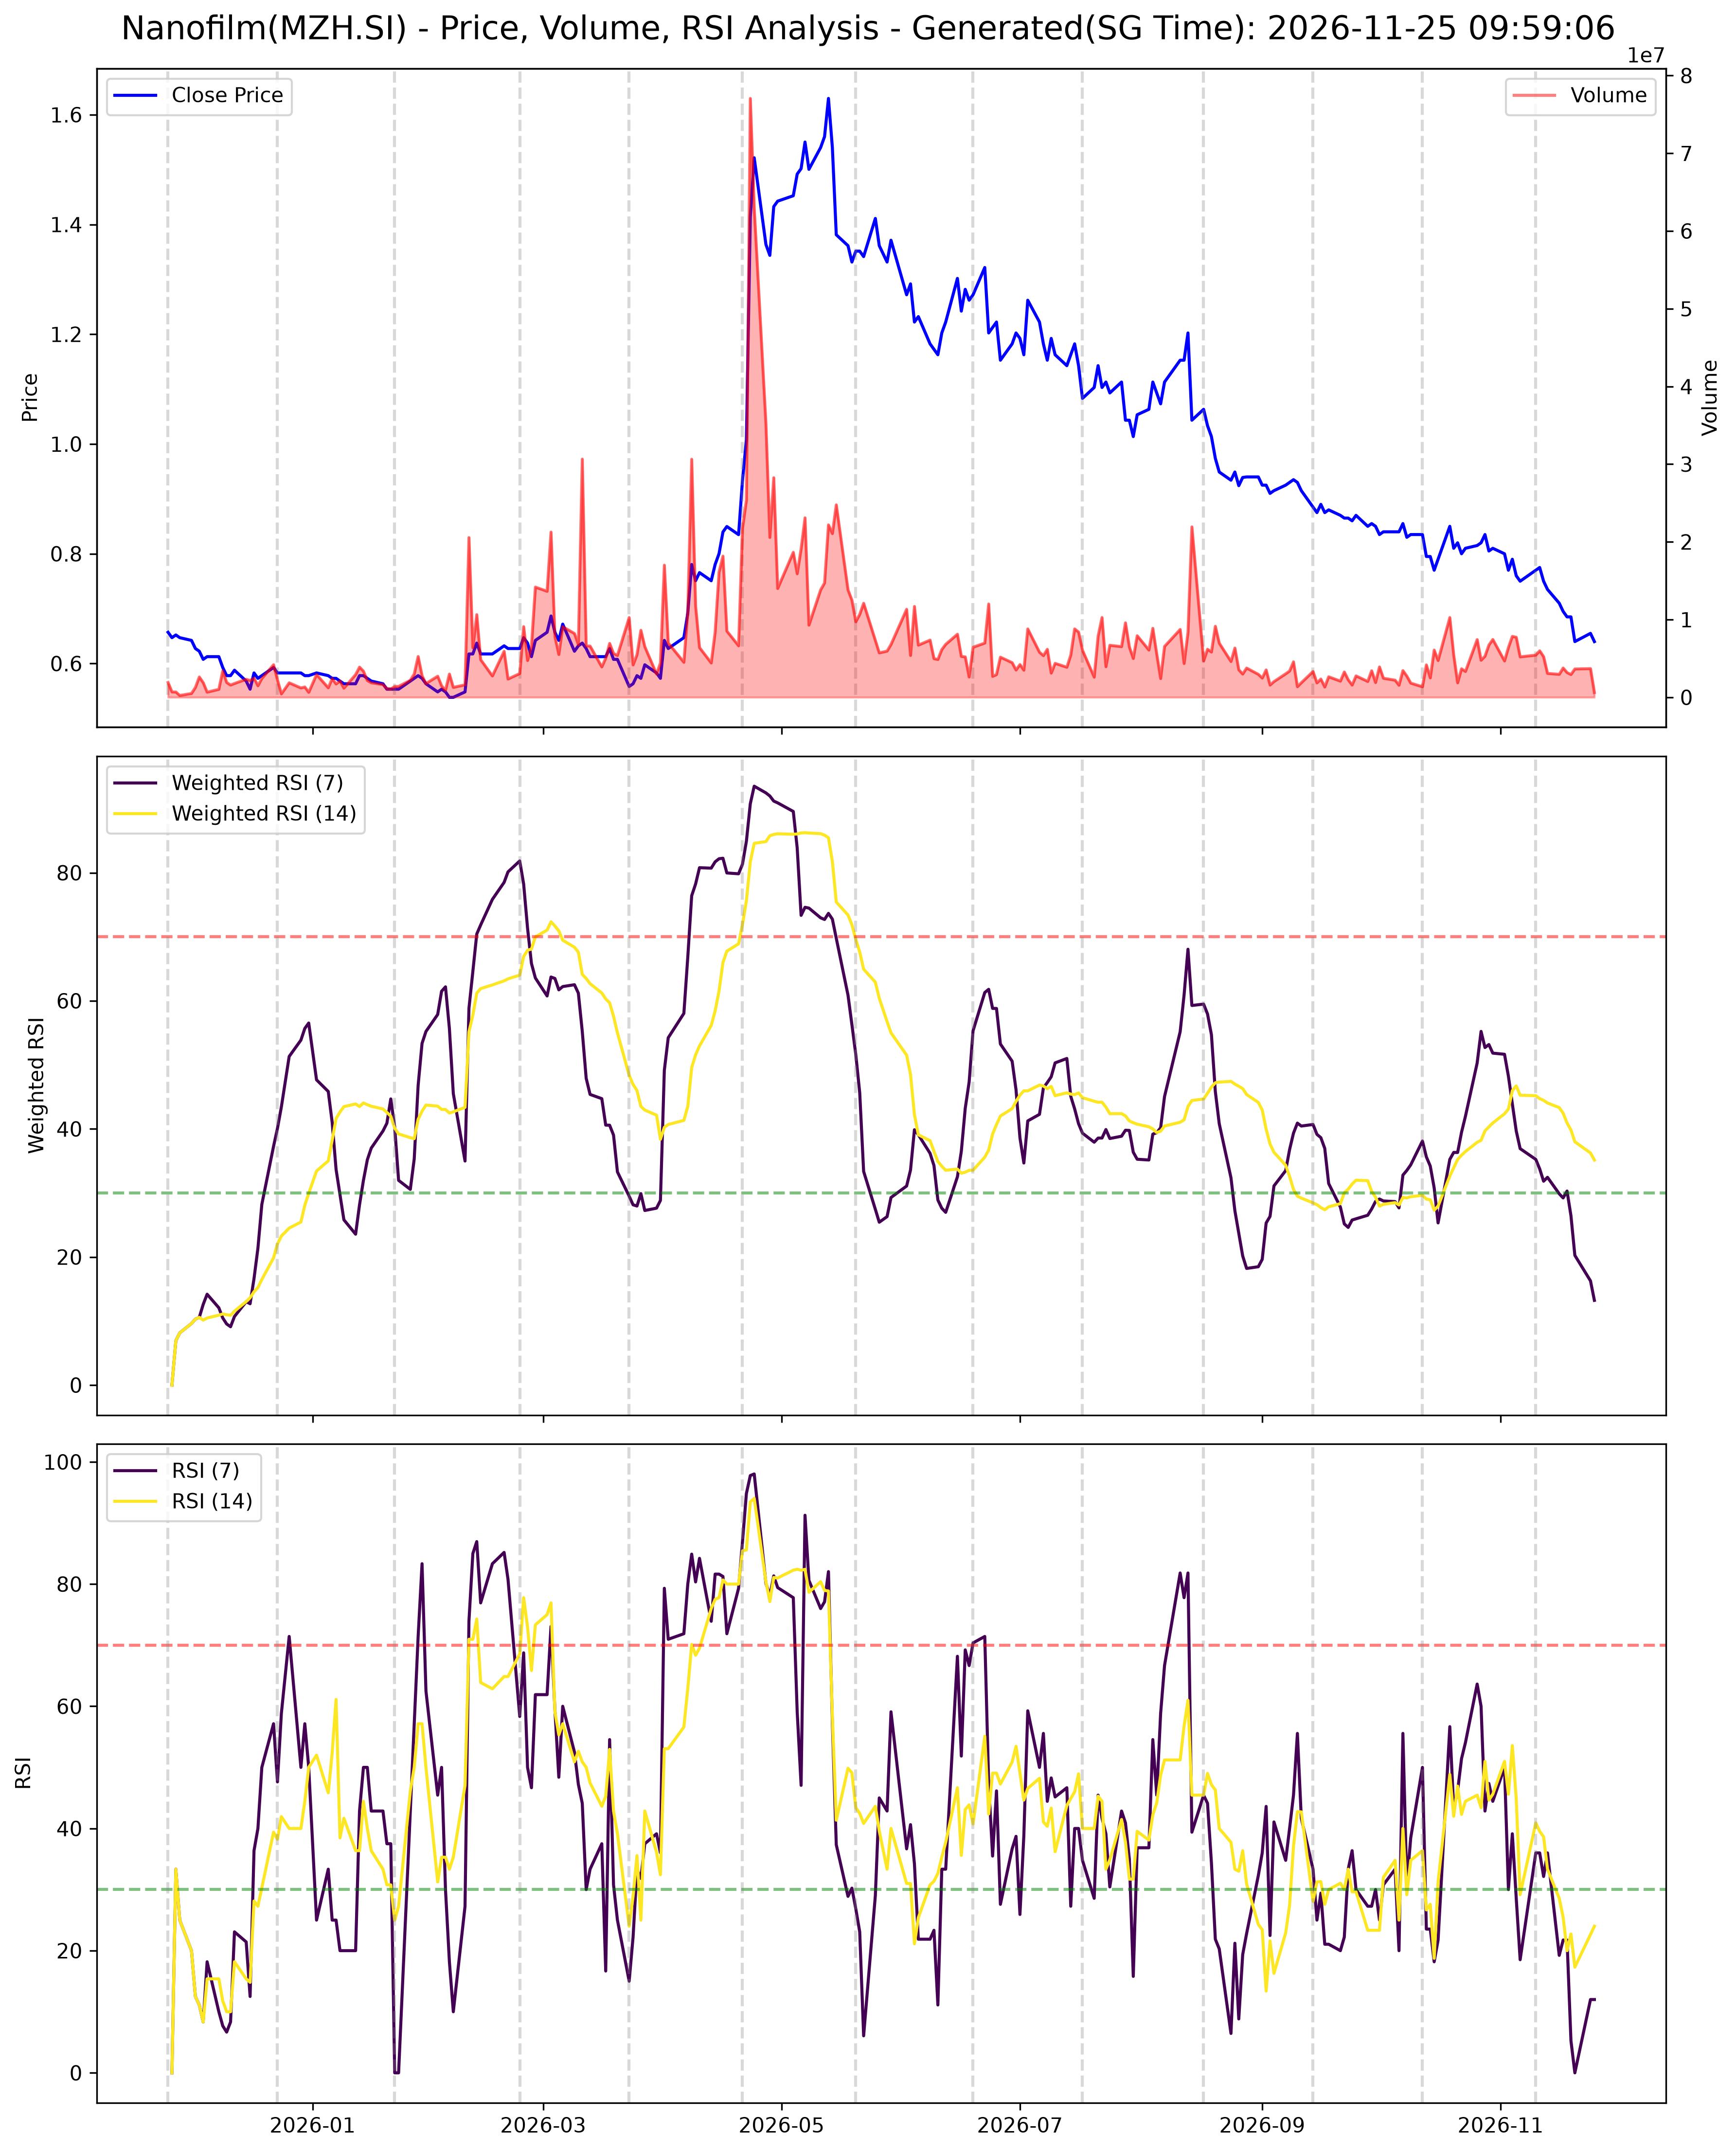 Nanofilm(MZH.SI) - Price, Volume, RSI Analysis - Generated(SG Time): 2026-11-25 09:59:06
1e7
Close Price
Volume
1.6
1.4
1.2
1.0
0.8
0.6
Price
8
7
6
5
4
3
2
1
0
Volume
Weighted RSI (7)
Weighted RSI (14)
80
60
40
20
0
Weighted RSI
RSI (7)
RSI (14)
100
80
60
40
20
0
RSI
2026-01
2026-03
2026-05
2026-07
2026-09
2026-11